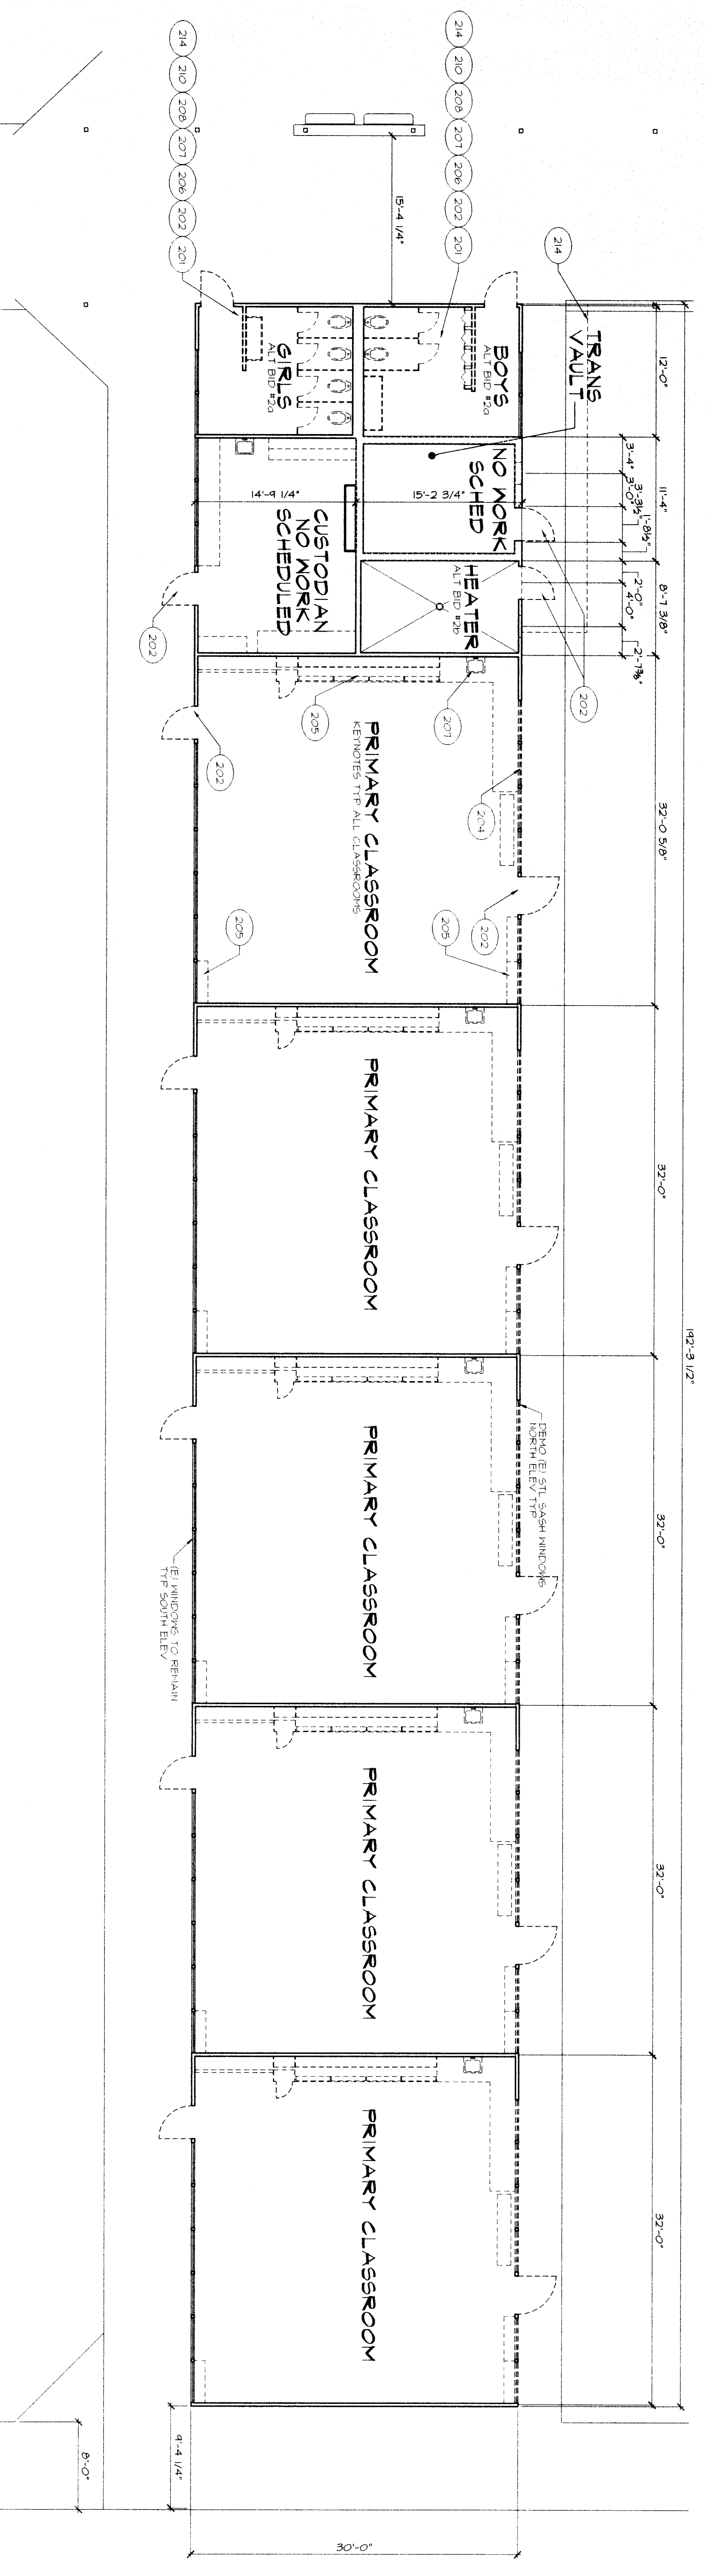 192'-3 1/2"
12'-0"
11'-4"
8'-7 3/8"
32'-0 5/8"
32'-0"
32'-0"
32'-0"
32'-0"
3'-4"
3'-0"
3'-3½"
1'-8½"
2'-0"
4'-0"
2'-7⅜"
214
TRANS
VAULT
202
15'-4 1/4"
214 210 208 207 206 202 201
BOYS
ALT BID #2a
NO WORK
SCHED
HEATER
ALT BID #2b
15'-2 3/4"
14'-9 1/4"
GIRLS
ALT BID #2a
CUSTODIAN
NO WORK
SCHEDULED
214 210 208 207 206 202 201
202
204
207
205
202
205
PRIMARY CLASSROOM
KEYNOTES TYP ALL CLASSROOMS
205
202
PRIMARY CLASSROOM
DEMO (E) STL SASH WINDOWS
NORTH ELEV TYP
PRIMARY CLASSROOM
(E) WINDOWS TO REMAIN
TYP SOUTH ELEV
PRIMARY CLASSROOM
PRIMARY CLASSROOM
30'-0"
9'-4 1/4"
8'-0"